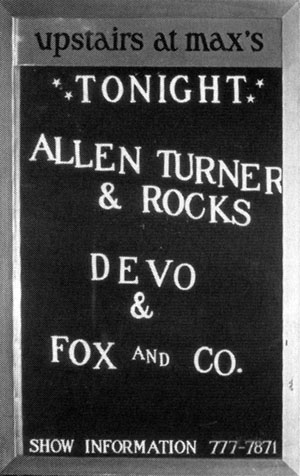 upstairs at max's
TONIGHT
ALLEN TURNER
& ROCKS
DEVO
&
FOX AND CO.
SHOW INFORMATION 777-7871